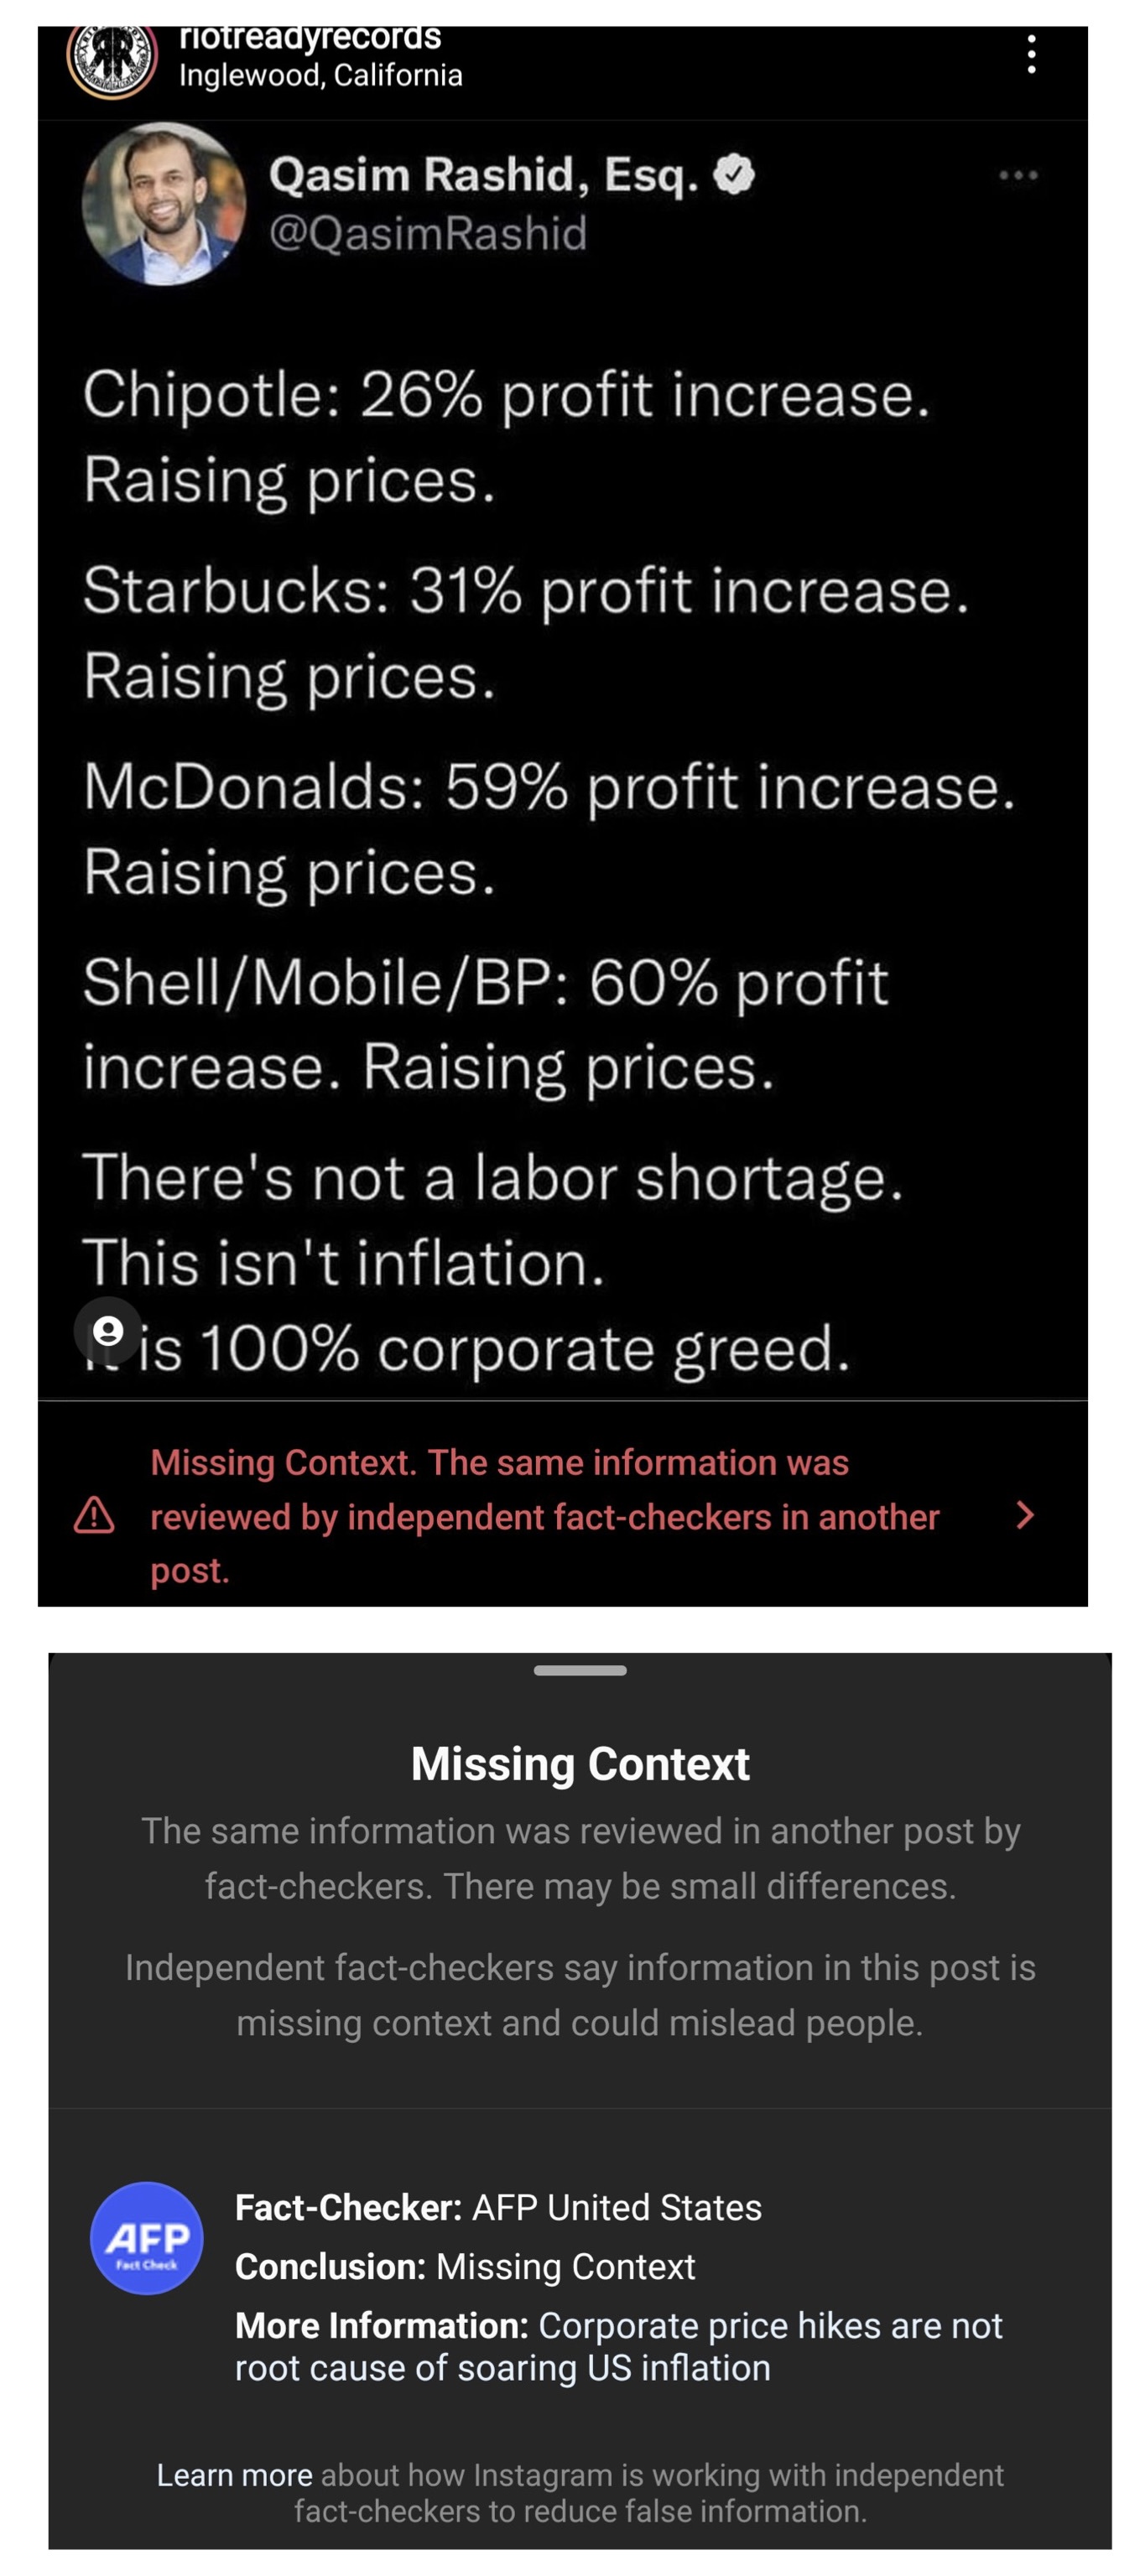 riotreadyrecords
Inglewood, California
Qasim Rashid, Esq.
@QasimRashid
Chipotle: 26% profit increase.
Raising prices.
Starbucks: 31% profit increase.
Raising prices.
McDonalds: 59% profit increase.
Raising prices.
Shell/Mobile/BP: 60% profit
increase. Raising prices.
There's not a labor shortage.
This isn't inflation.
It is 100% corporate greed.
Missing Context. The same information was
reviewed by independent fact-checkers in another
post.
Missing Context
The same information was reviewed in another post by
fact-checkers. There may be small differences.
Independent fact-checkers say information in this post is
missing context and could mislead people.
AFP
Fact Check
Fact-Checker: AFP United States
Conclusion: Missing Context
More Information: Corporate price hikes are not
root cause of soaring US inflation
Learn more about how Instagram is working with independent
fact-checkers to reduce false information.